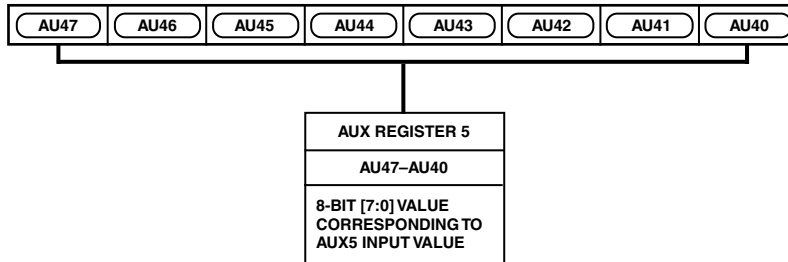 AU47 AU46 AU45 AU44 AU43 AU42 AU41 AU40
AUX REGISTER 5
AU47–AU40
8-BIT [7:0] VALUE
CORRESPONDING TO
AUX5 INPUT VALUE